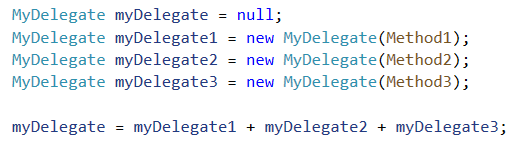 MyDelegate myDelegate = null;
MyDelegate myDelegate1 = new MyDelegate(Method1);
MyDelegate myDelegate2 = new MyDelegate(Method2);
MyDelegate myDelegate3 = new MyDelegate(Method3);
myDelegate = myDelegate1 + myDelegate2 + myDelegate3;